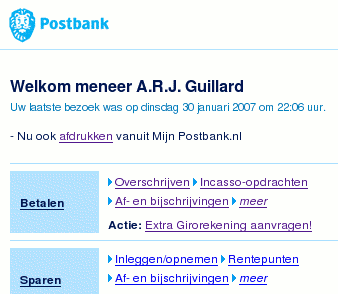 Postbank
Welkom meneer A.R.J. Guillard
Uw laatste bezoek was op dinsdag 30 januari 2007 om 22:06 uur.
- Nu ook afdrukken vanuit Mijn Postbank.nl
Overschrijven Incasso-opdrachten
Betalen Af- en bijschrijvingen meer
Actie: Extra Girorekening aanvragen!
Inleggen/opnemen Rentepunten
Sparen Af- en bijschrijvingen meer